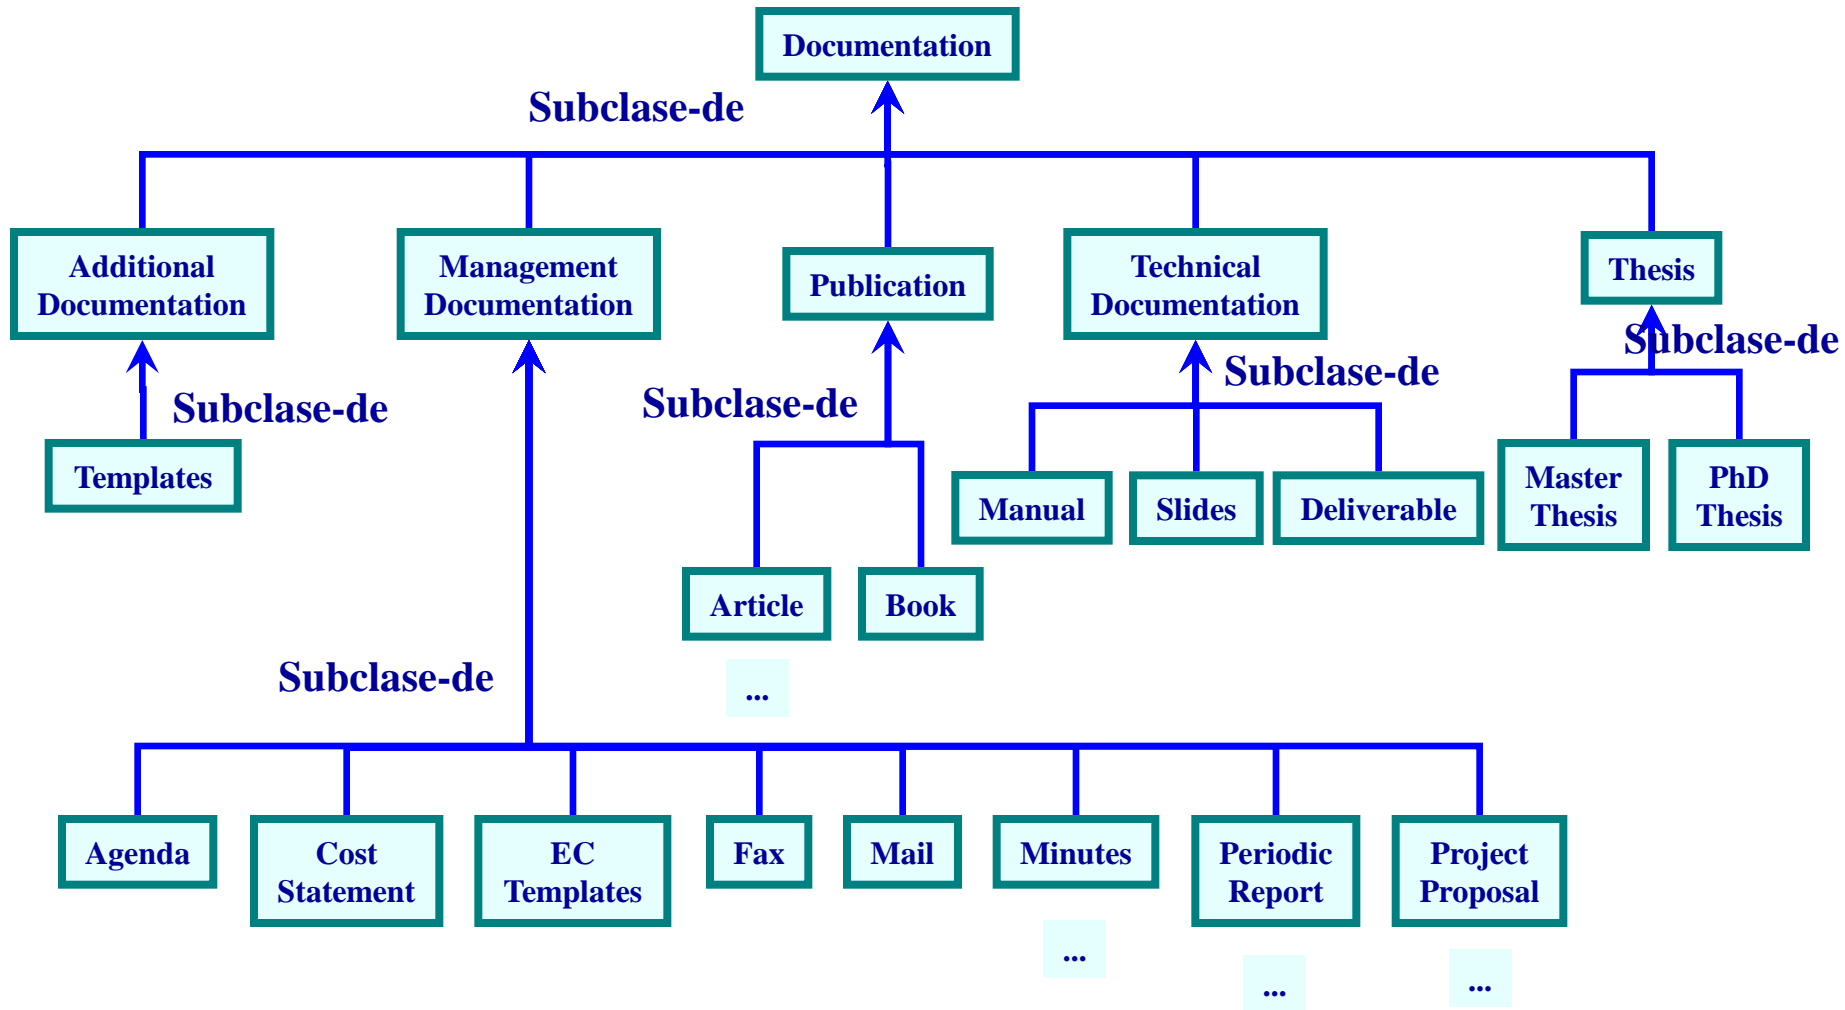 Documentation
Subclase-de
Additional
Documentation
Management
Documentation
Publication
Technical
Documentation
Thesis
Subclase-de
Subclase-de
Subclase-de
Subclase-de
Templates
Manual
Slides
Deliverable
Master
Thesis
PhD
Thesis
Article
Book
...
Subclase-de
Agenda
Cost
Statement
EC
Templates
Fax
Mail
Minutes
Periodic
Report
Project
Proposal
...
...
...